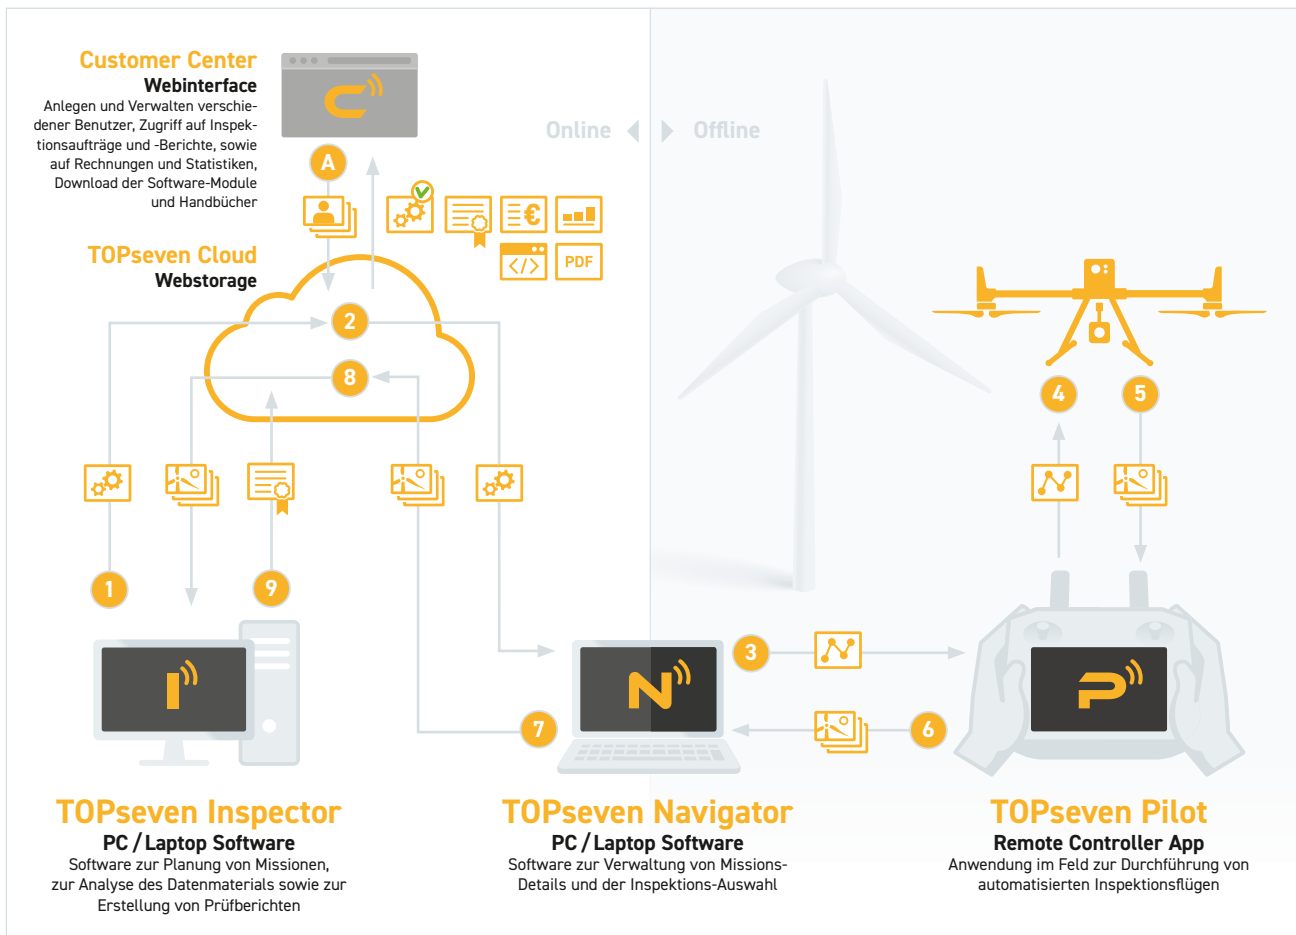 Customer Center
Webinterface
Anlegen und Verwalten verschie-
dener Benutzer, Zugriff auf Inspek-
tionsaufträge und -Berichte, sowie
auf Rechnungen und Statistiken,
Download der Software-Module
und Handbücher
C
A
Online
Offline
€
</>
PDF
TOPseven Cloud
Webstorage
2
8
4
5
1
9
3
7
6
I
N
P
TOPseven Inspector
PC / Laptop Software
Software zur Planung von Missionen,
zur Analyse des Datenmaterials sowie zur
Erstellung von Prüfberichten
TOPseven Navigator
PC / Laptop Software
Software zur Verwaltung von Missions-
Details und der Inspektions-Auswahl
TOPseven Pilot
Remote Controller App
Anwendung im Feld zur Durchführung von
automatisierten Inspektionsflügen